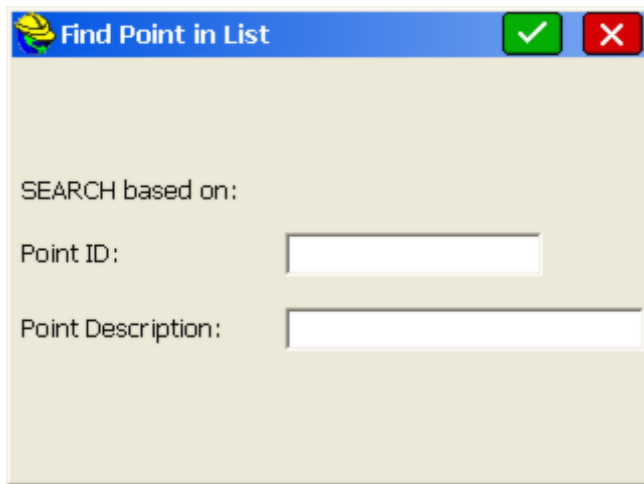 Find Point in List
SEARCH based on:
Point ID:
Point Description: